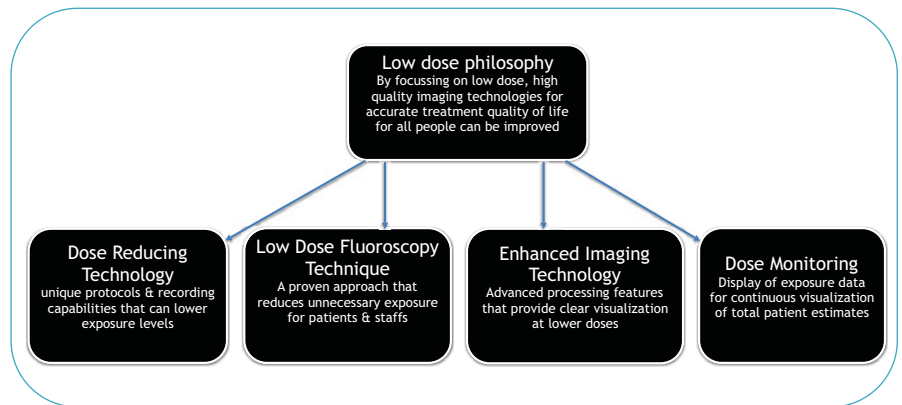 Low dose philosophy
By focussing on low dose, high
quality imaging technologies for
accurate treatment quality of life
for all people can be improved
Dose Reducing
Technology
unique protocols & recording
capabilities that can lower
exposure levels
Low Dose Fluoroscopy
Technique
A proven approach that
reduces unnecessary exposure
for patients & staffs
Enhanced Imaging
Technology
Advanced processing features
that provide clear visualization
at lower doses
Dose Monitoring
Display of exposure data
for continuous visualization
of total patient estimates